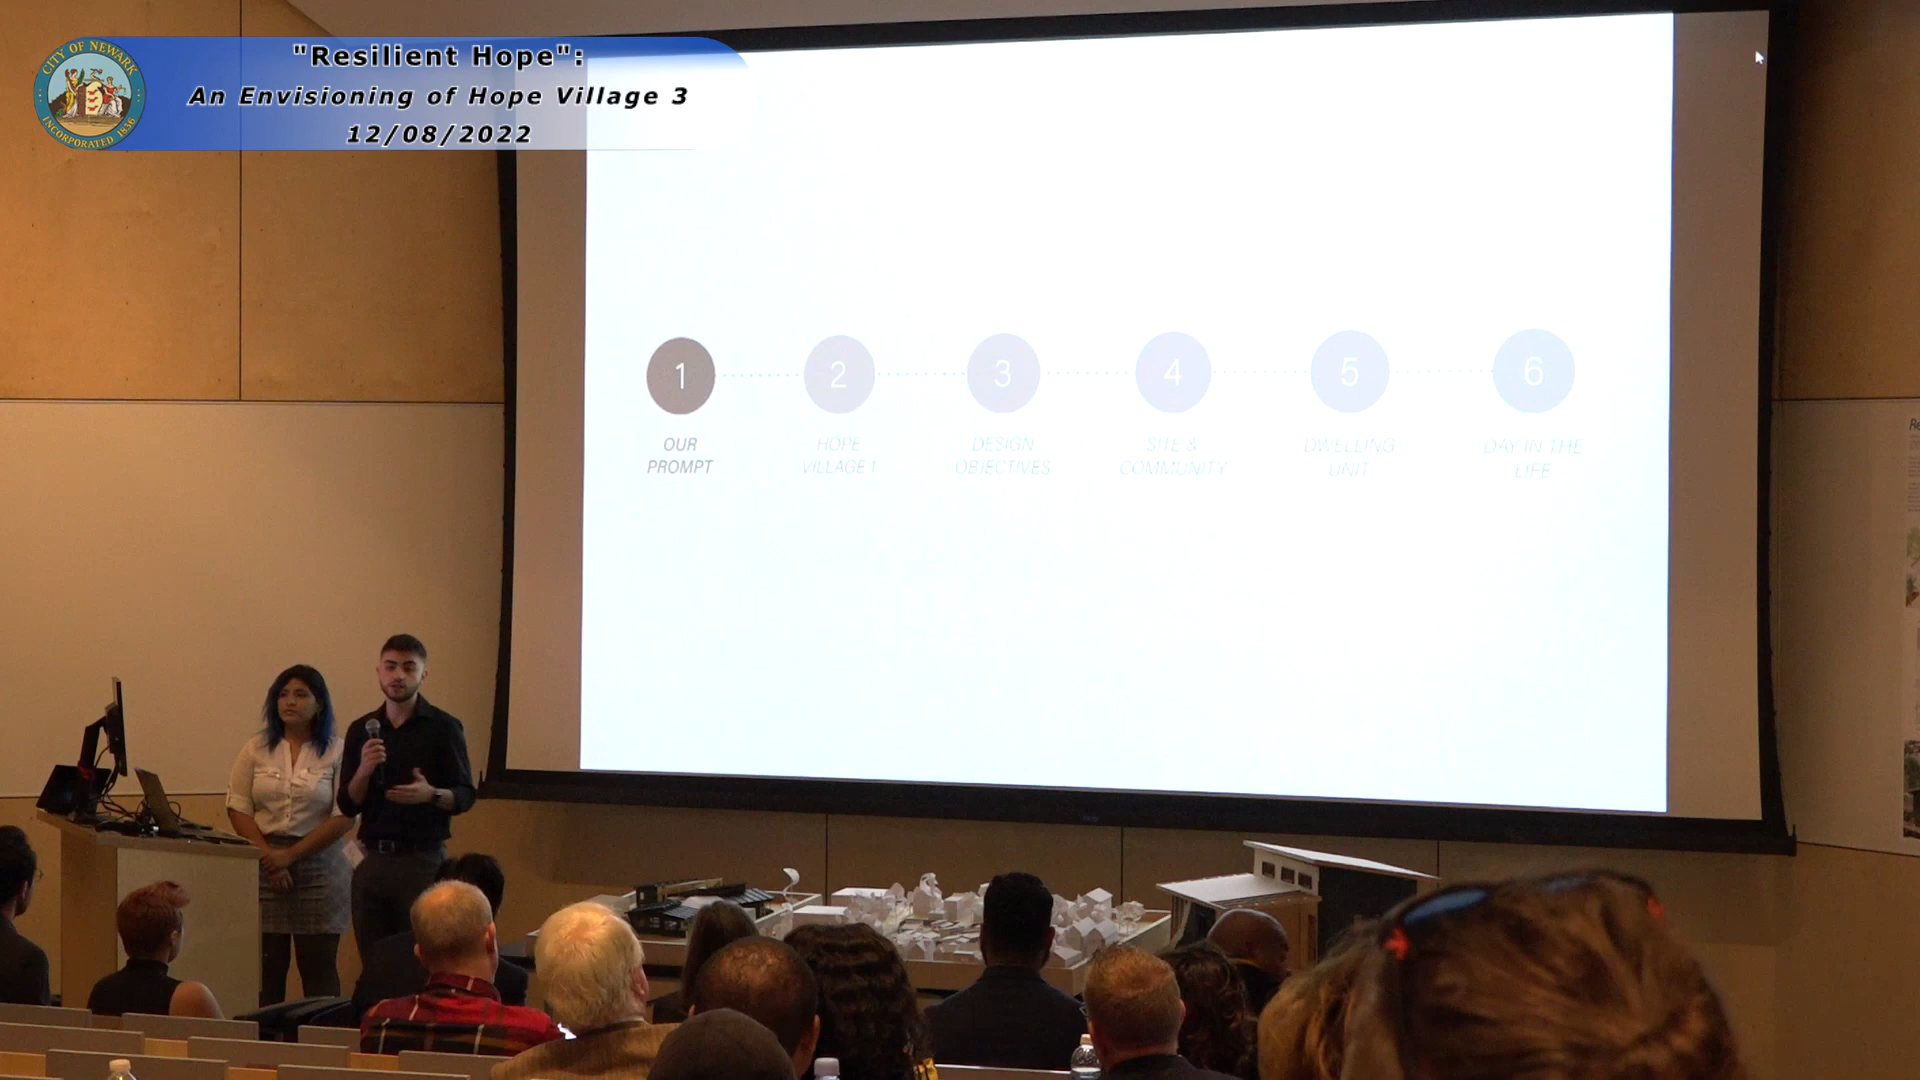 CITY OF NEWARK
INCORPORATED 1836
"Resilient Hope":
An Envisioning of Hope Village 3
12/08/2022
1
2
3
4
5
6
OUR
PROMPT
HOPE
VILLAGE 1
DESIGN
OBJECTIVES
SITE &
COMMUNITY
DWELLING
UNIT
DAY IN THE
LIFE